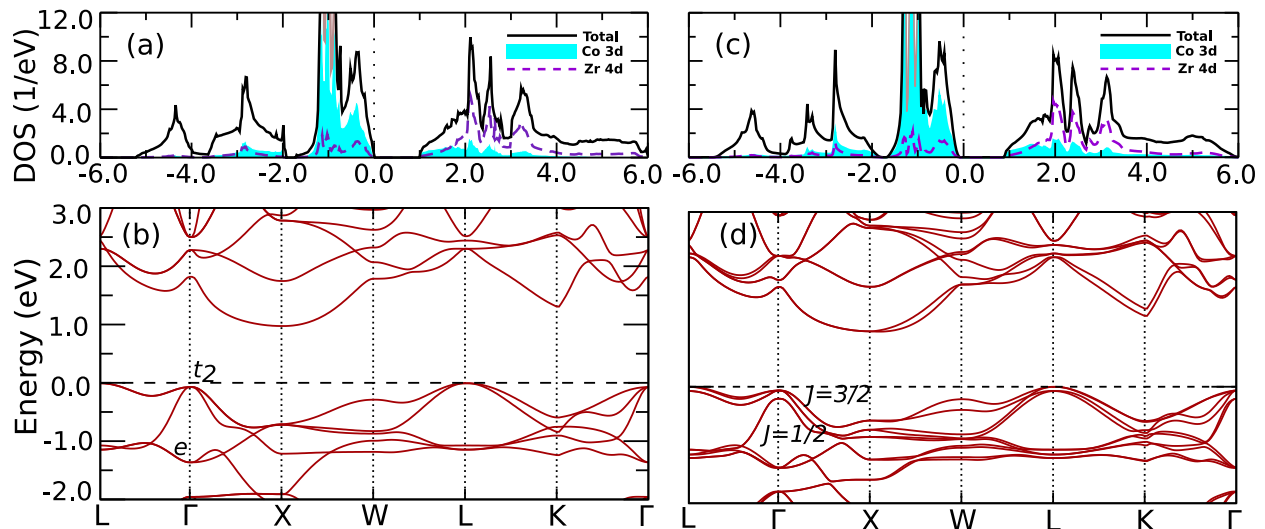 12.0
8.0
4.0
0.0
DOS (1/eV)
(a)
Total
Co 3d
Zr 4d
-6.0 -4.0 -2.0 0.0 2.0 4.0 6.0
(c)
Total
Co 3d
Zr 4d
-6.0 -4.0 -2.0 0.0 2.0 4.0 6.0
3.0
2.0
1.0
0.0
-1.0
-2.0
Energy (eV)
(b)
t2
e
L Γ X W L K Γ
(d)
J=3/2
J=1/2
L Γ X W L K Γ